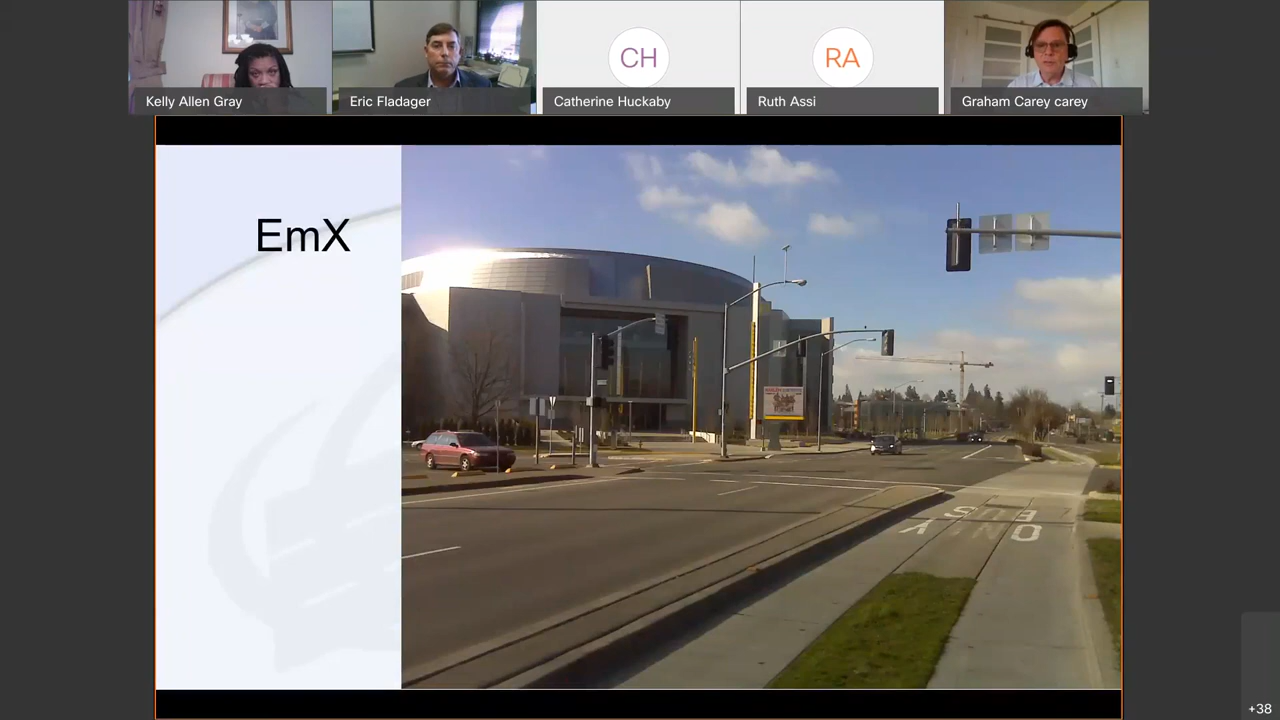 Kelly Allen Gray
Eric Fladager
CH
Catherine Huckaby
RA
Ruth Assi
Graham Carey carey
EmX
BUS
ONLY
+38